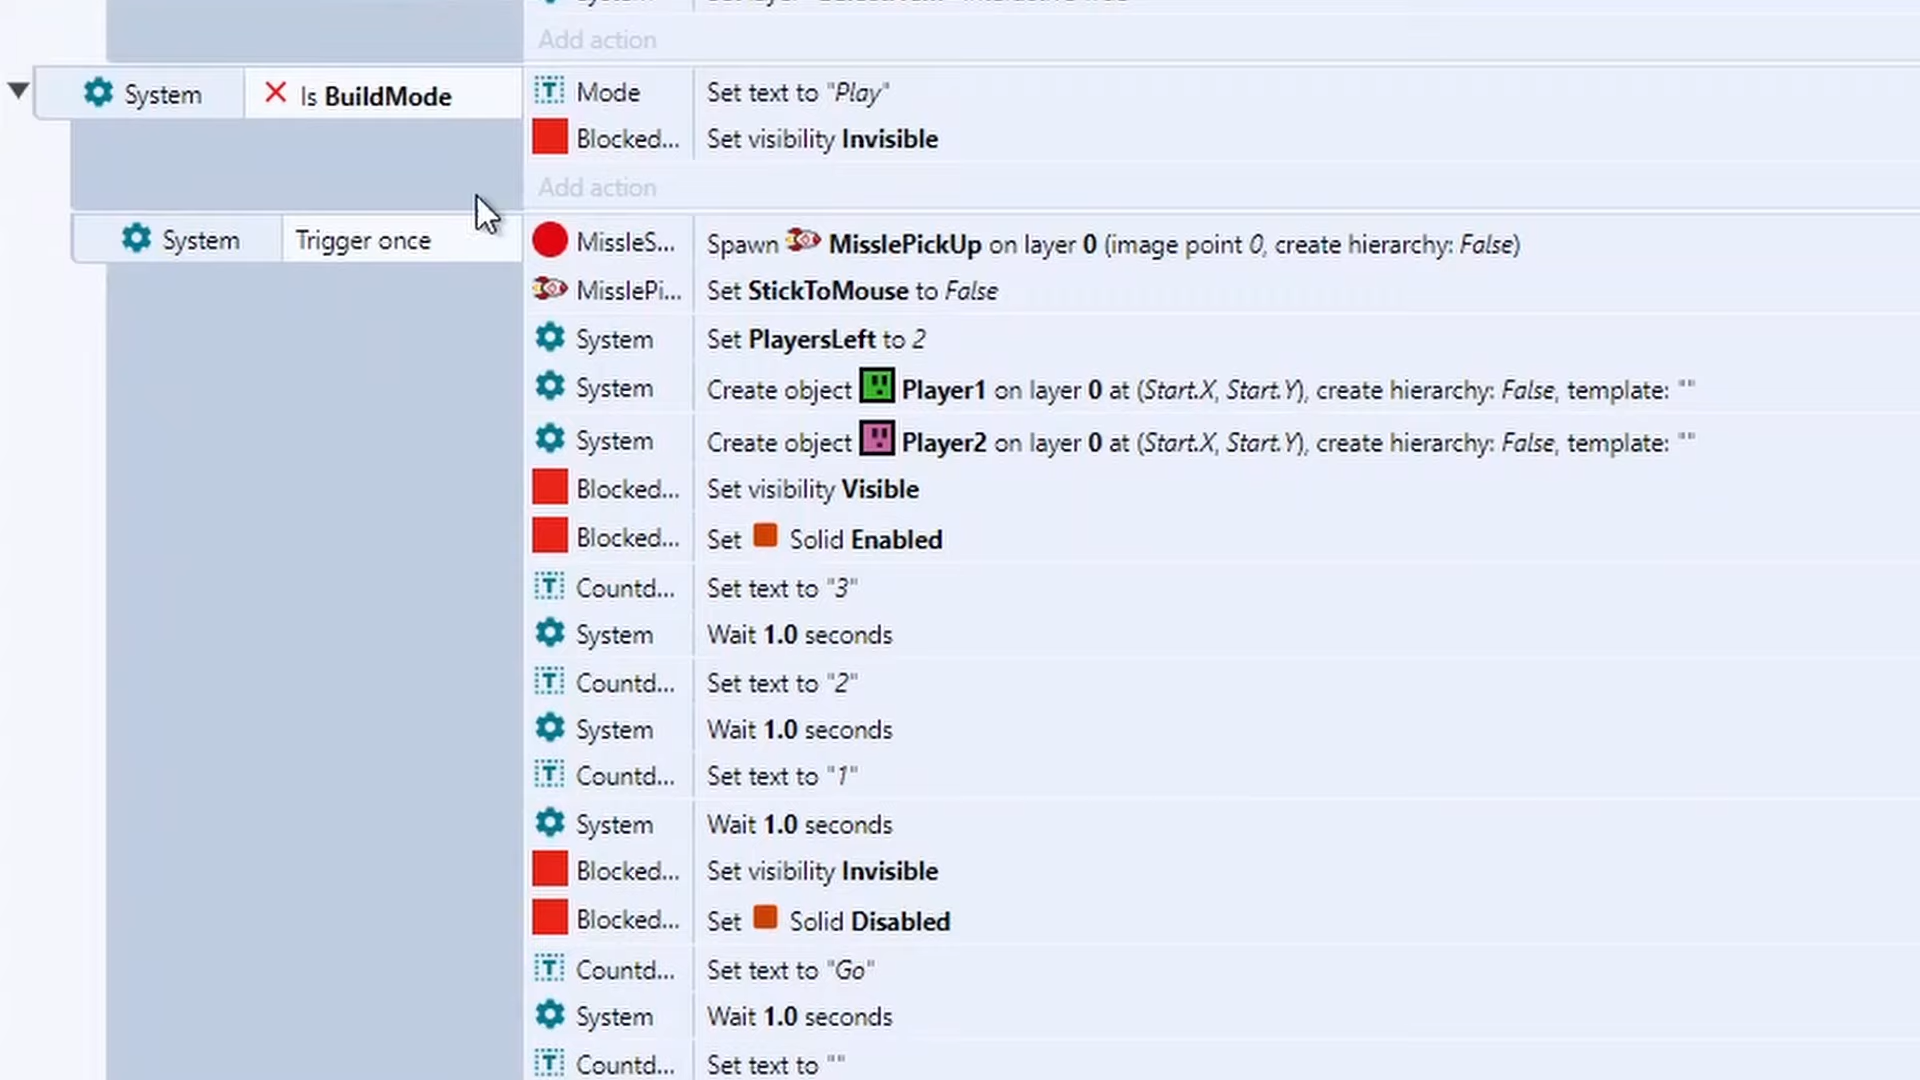 Add action
System Is BuildMode Mode Set text to "Play"
Blocked... Set visibility Invisible
Add action
System Trigger once MissleS... Spawn MisslePickUp on layer 0 (image point 0, create hierarchy: False)
MisslePi... Set StickToMouse to False
System Set PlayersLeft to 2
System Create object Player1 on layer 0 at (Start.X, Start.Y), create hierarchy: False, template: ""
System Create object Player2 on layer 0 at (Start.X, Start.Y), create hierarchy: False, template: ""
Blocked... Set visibility Visible
Blocked... Set Solid Enabled
Countd... Set text to "3"
System Wait 1.0 seconds
Countd... Set text to "2"
System Wait 1.0 seconds
Countd... Set text to "1"
System Wait 1.0 seconds
Blocked... Set visibility Invisible
Blocked... Set Solid Disabled
Countd... Set text to "Go"
System Wait 1.0 seconds
Countd... Set text to ""